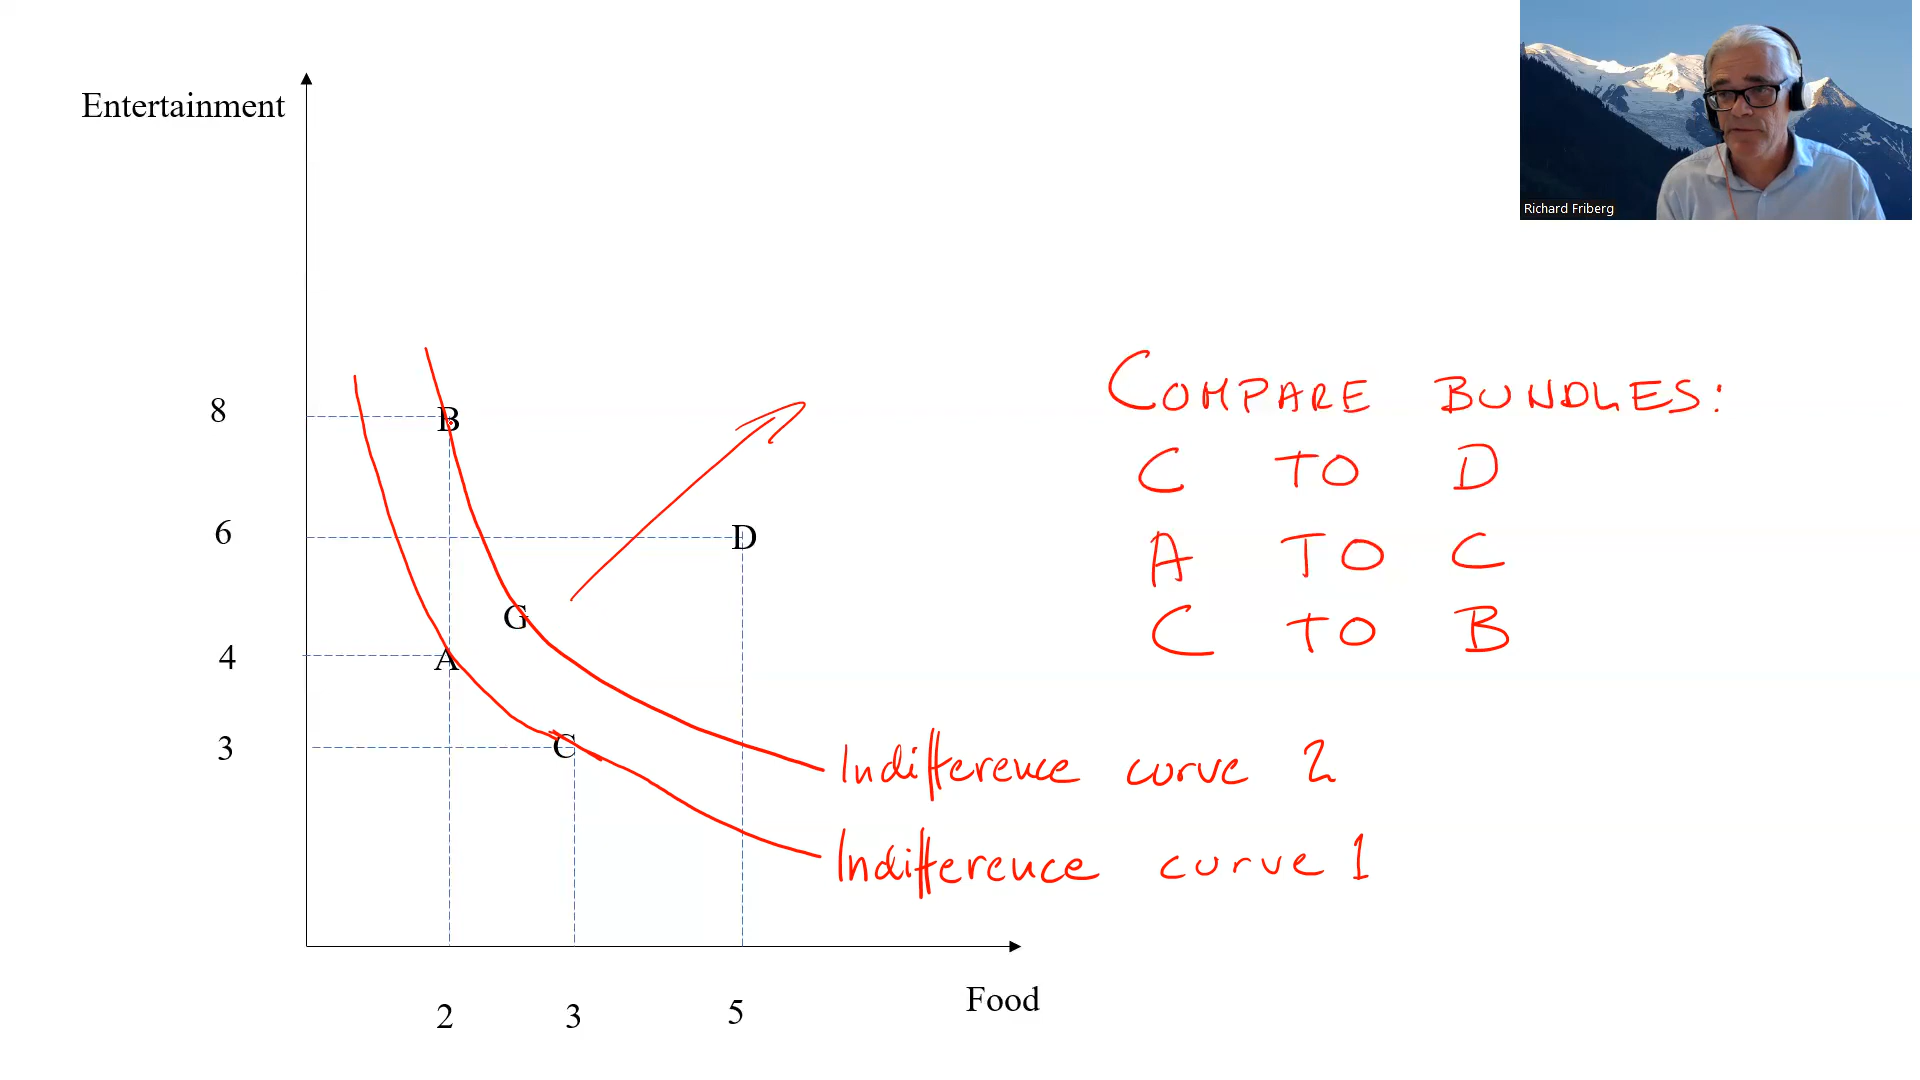 Entertainment
Richard Friberg
8
B
COMPARE BUNDLES:
C TO D
6
D
A TO C
G
C TO B
4
A
3
C
Indifference curve 2
Indifference curve 1
2
3
5
Food